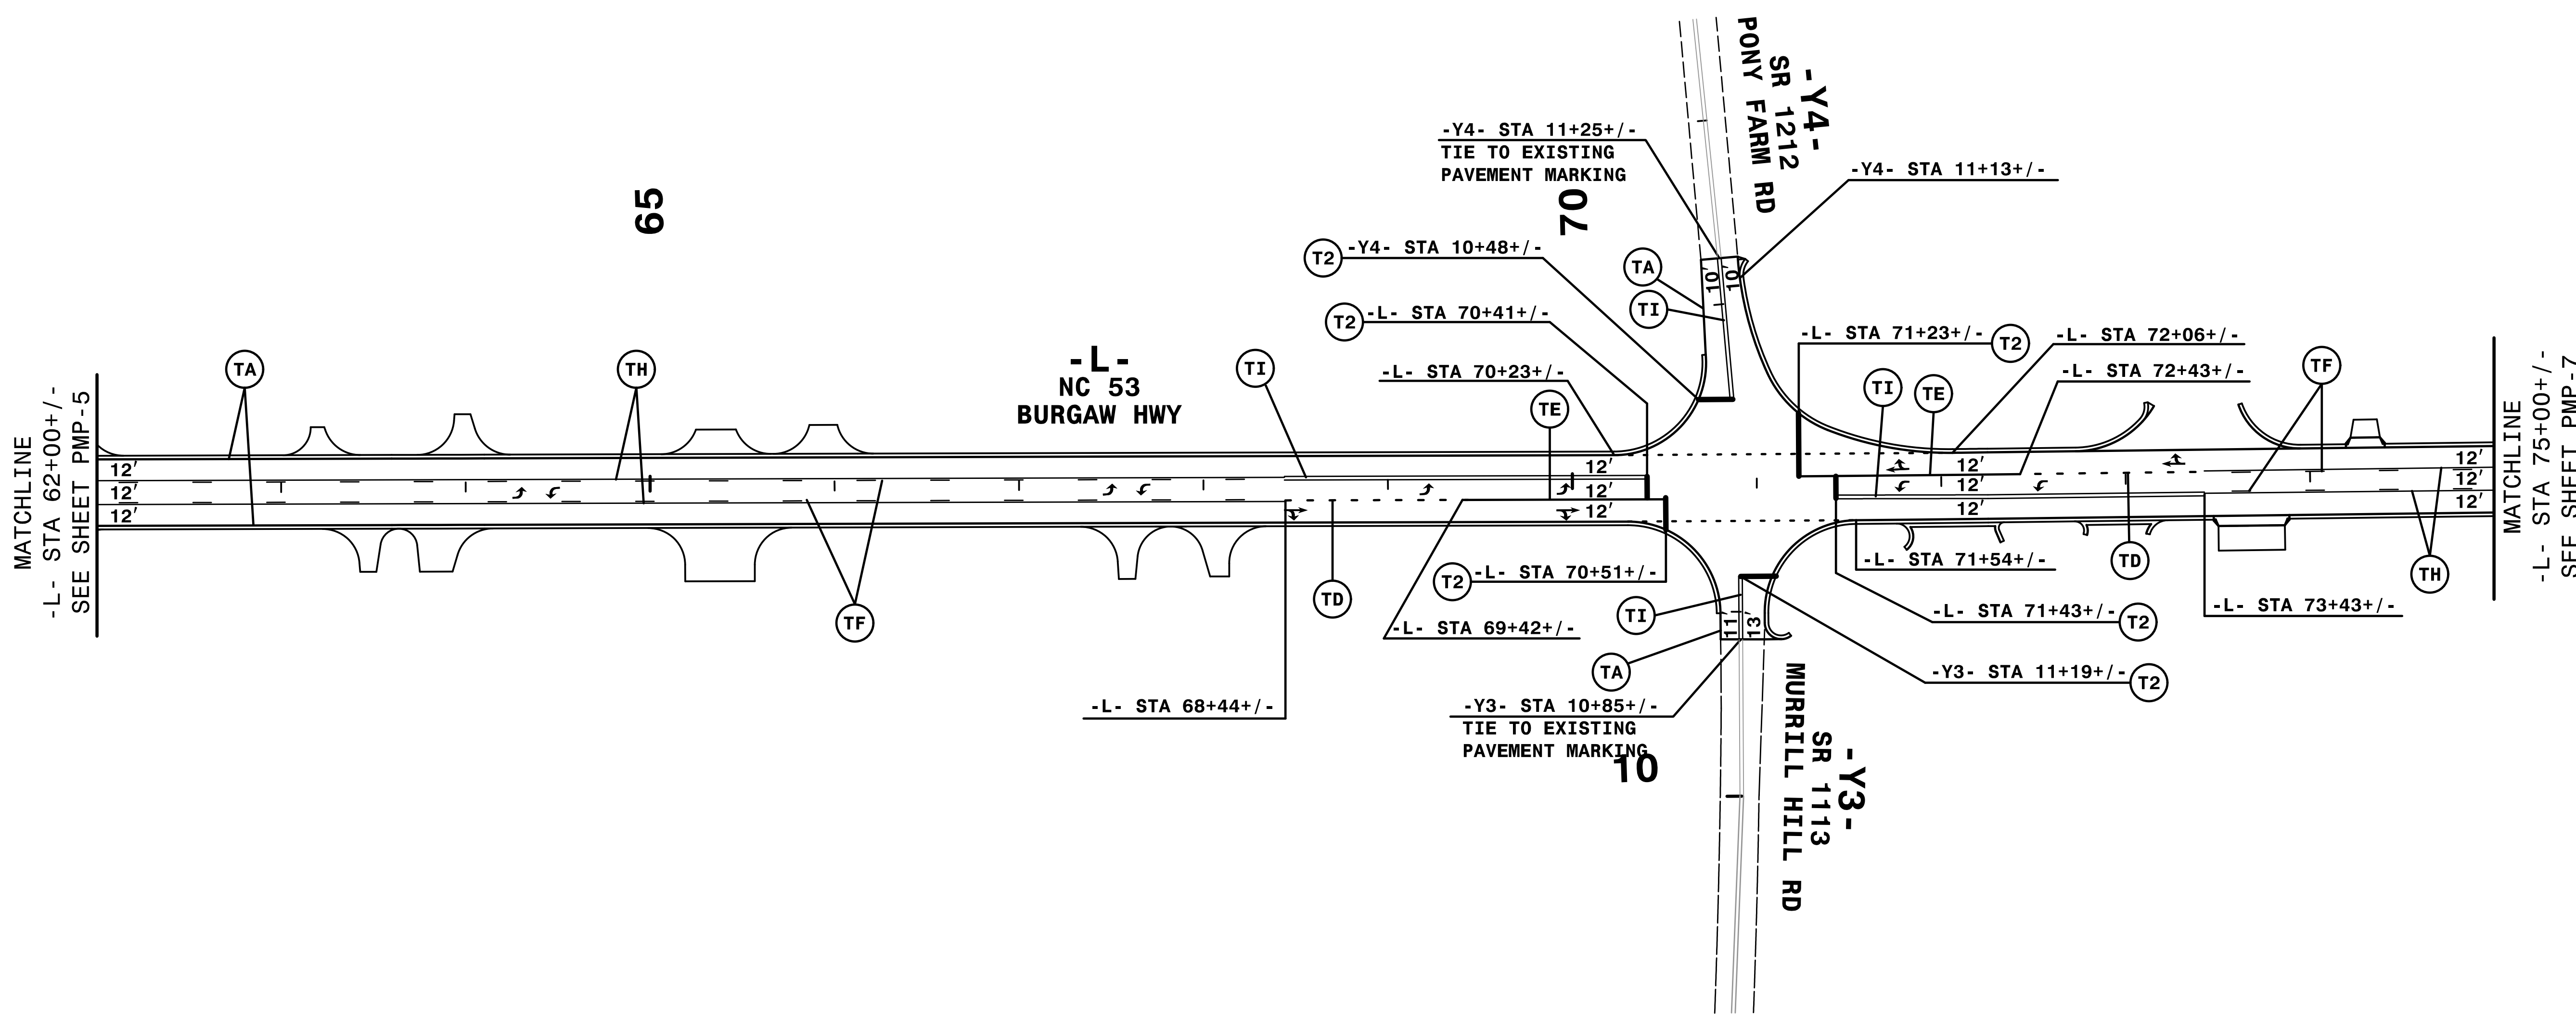 MATCHLINE
-L- STA 62+00+/-
SEE SHEET PMP-5
65
70
-L-
NC 53
BURGAW HWY
PONY FARM RD
SR 1212
-Y4-
-Y4- STA 11+25+/-
TIE TO EXISTING
PAVEMENT MARKING
-Y4- STA 11+13+/-
T2 -Y4- STA 10+48+/-
TA
TI
10'
10'
T2 -L- STA 70+41+/-
-L- STA 70+23+/-
-L- STA 71+23+/- T2
-L- STA 72+06+/-
-L- STA 72+43+/-
TA
TH
TI
TE
TI
TE
TF
12'
12'
12'
12'
12'
12'
12'
12'
12'
12'
12'
12'
TF
TD
T2 -L- STA 70+51+/-
-L- STA 69+42+/-
-L- STA 68+44+/-
TI
TA
11'
13'
-L- STA 71+54+/-
-L- STA 71+43+/- T2
TD
-L- STA 73+43+/-
TH
-Y3- STA 11+19+/- T2
-Y3- STA 10+85+/-
TIE TO EXISTING
PAVEMENT MARKING
10
MURRILL HILL RD
SR 1113
-Y3-
MATCHLINE
-L- STA 75+00+/-
SEE SHEET PMP-7